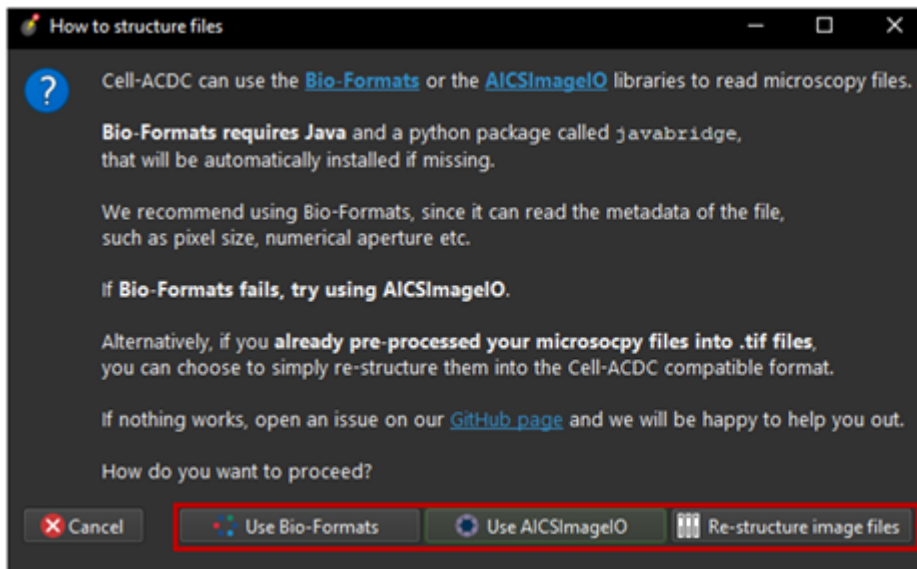 How to structure files
Cell-ACDC can use the Bio-Formats or the AICSImageIO libraries to read microscopy files.
Bio-Formats requires Java and a python package called javabridge,
that will be automatically installed if missing.
We recommend using Bio-Formats, since it can read the metadata of the file,
such as pixel size, numerical aperture etc.
If Bio-Formats fails, try using AICSImageIO.
Alternatively, if you already pre-processed your microsocpy files into .tif files,
you can choose to simply re-structure them into the Cell-ACDC compatible format.
If nothing works, open an issue on our GitHub page and we will be happy to help you out.
How do you want to proceed?
Cancel Use Bio-Formats Use AICSImageIO Re-structure image files